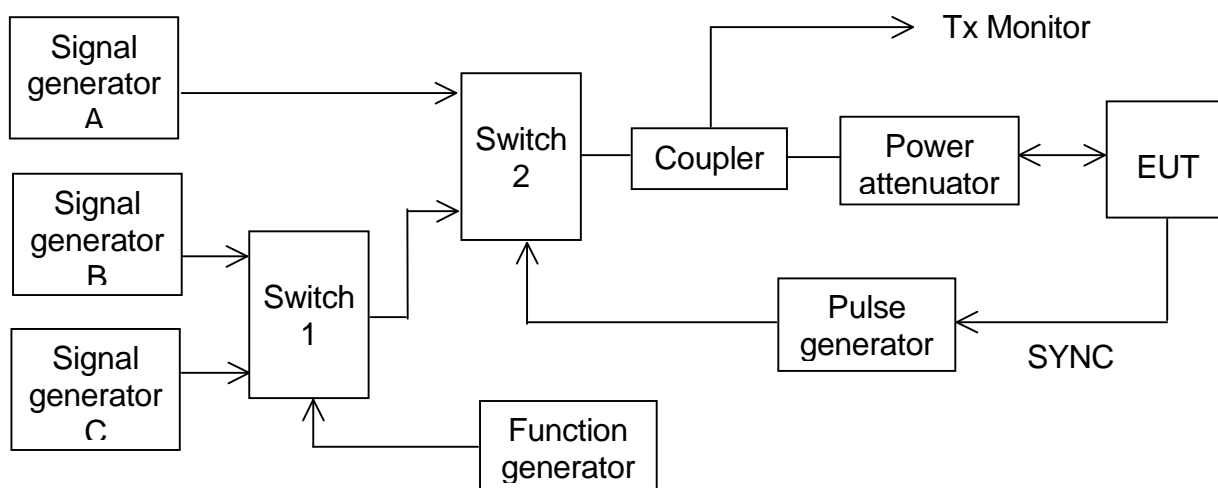 Signal
generator
A
Tx Monitor
Switch
2
Coupler
Power
attenuator
EUT
Signal
generator
B
Switch
1
Pulse
generator
SYNC
Signal
generator
C
Function
generator